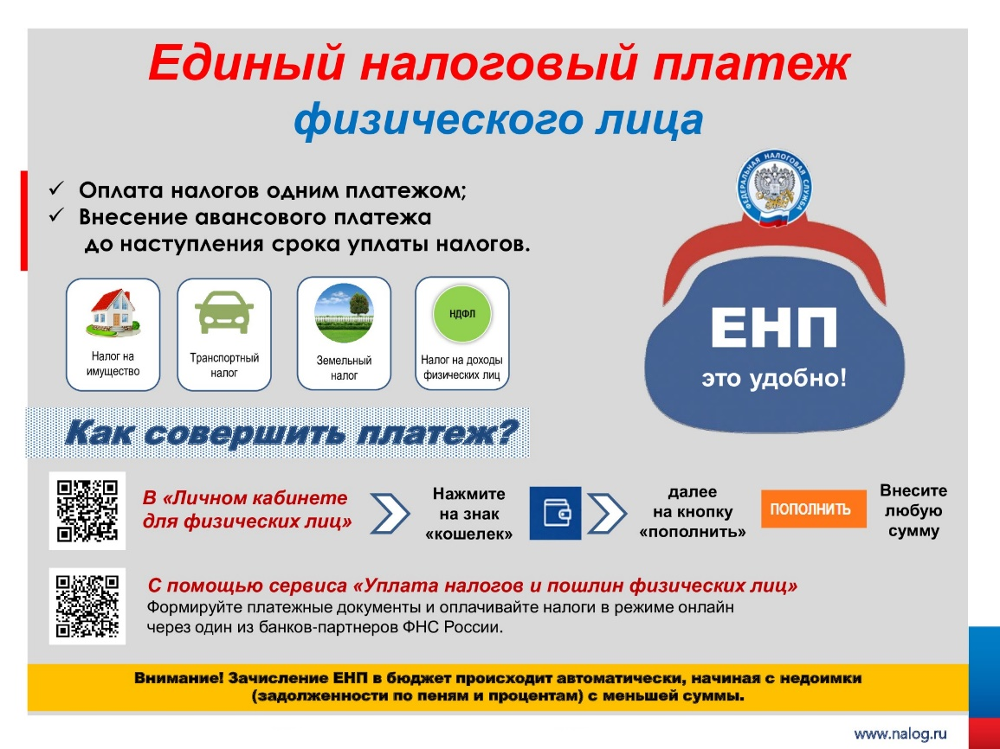 Единый налоговый платеж
физического лица
ФЕДЕРАЛЬНАЯ НАЛОГОВАЯ СЛУЖБА
✓ Оплата налогов одним платежом;
✓ Внесение авансового платежа
до наступления срока уплаты налогов.
Налог на
имущество
Транспортный
налог
Земельный
налог
НДФЛ
Налог на доходы
физических лиц
ЕНП
это удобно!
Как совершить платеж?
В «Личном кабинете
для физических лиц»
Нажмите
на знак
«кошелек»
далее
на кнопку
«пополнить»
ПОПОЛНИТЬ
Внесите
любую
сумму
С помощью сервиса «Уплата налогов и пошлин физических лиц»
Формируйте платежные документы и оплачивайте налоги в режиме онлайн
через один из банков-партнеров ФНС России.
Внимание! Зачисление ЕНП в бюджет происходит автоматически, начиная с недоимки
(задолженности по пеням и процентам) с меньшей суммы.
www.nalog.ru